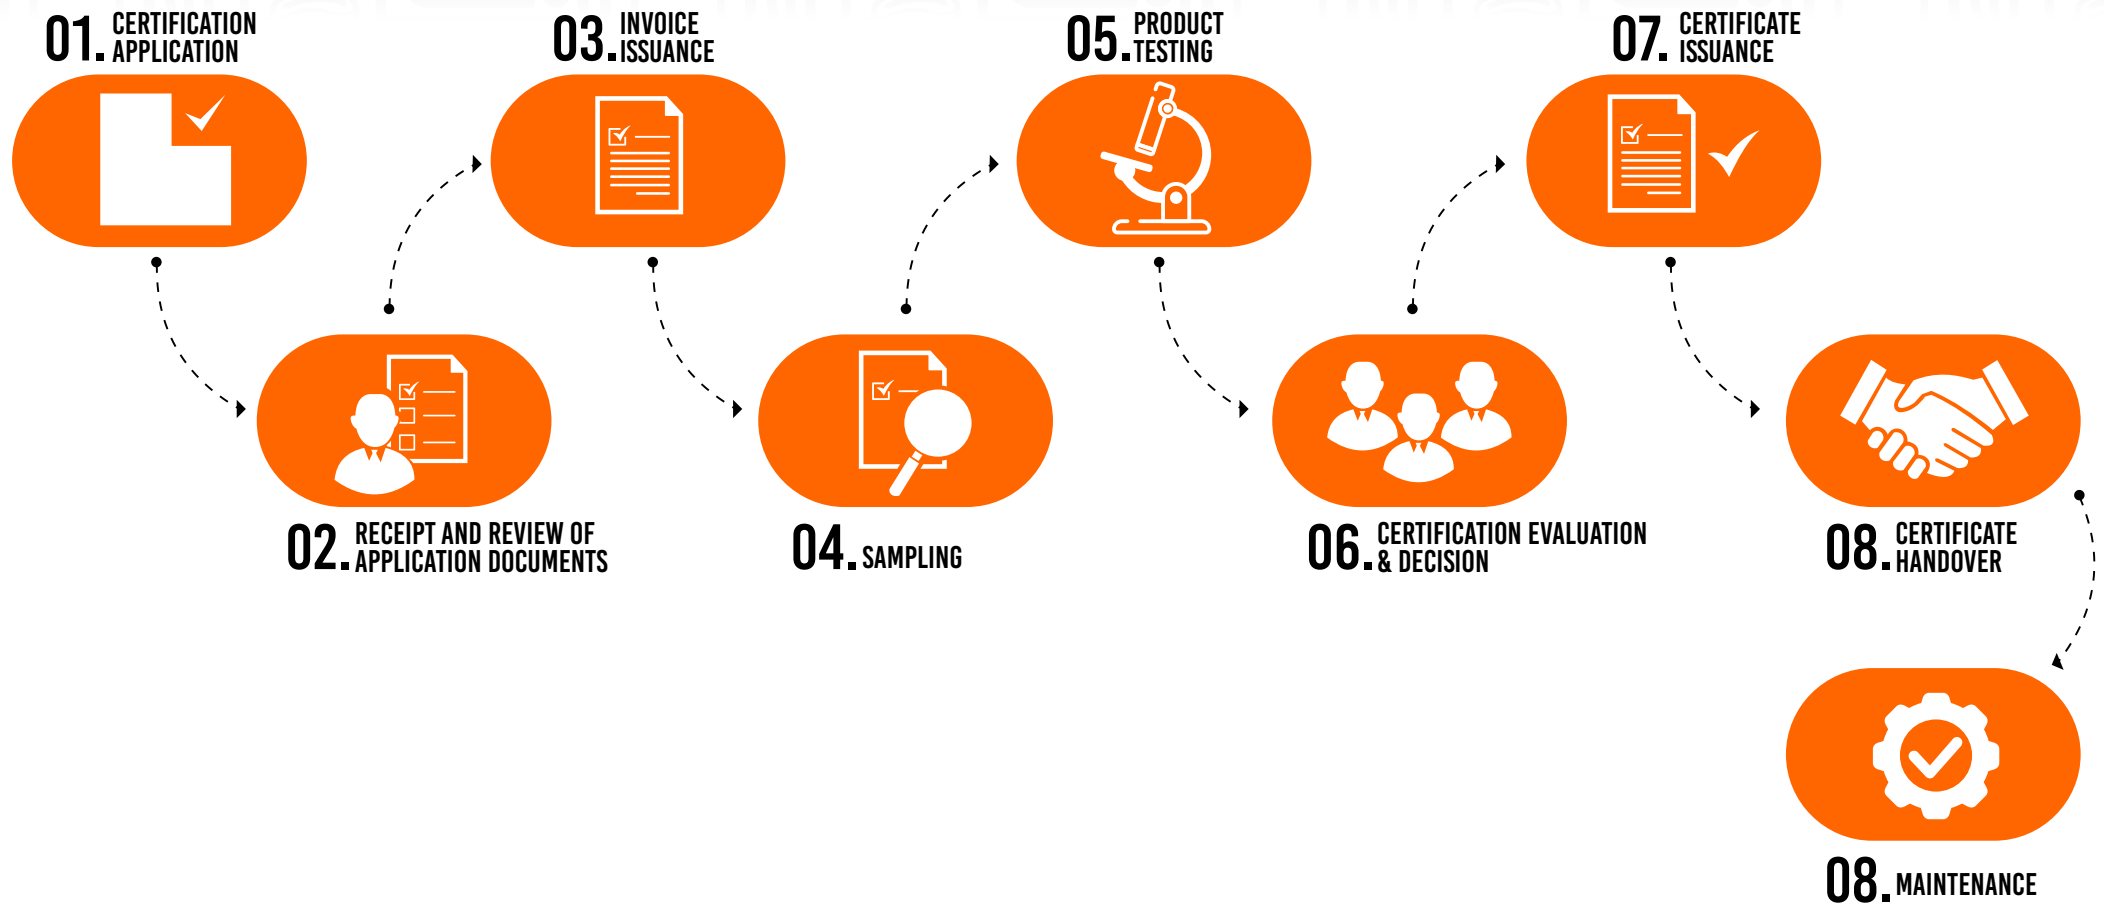 01. CERTIFICATION
APPLICATION
03. INVOICE
ISSUANCE
05. PRODUCT
TESTING
07. CERTIFICATE
ISSUANCE
02. RECEIPT AND REVIEW OF
APPLICATION DOCUMENTS
04. SAMPLING
06. CERTIFICATION EVALUATION
& DECISION
08. CERTIFICATE
HANDOVER
08. MAINTENANCE